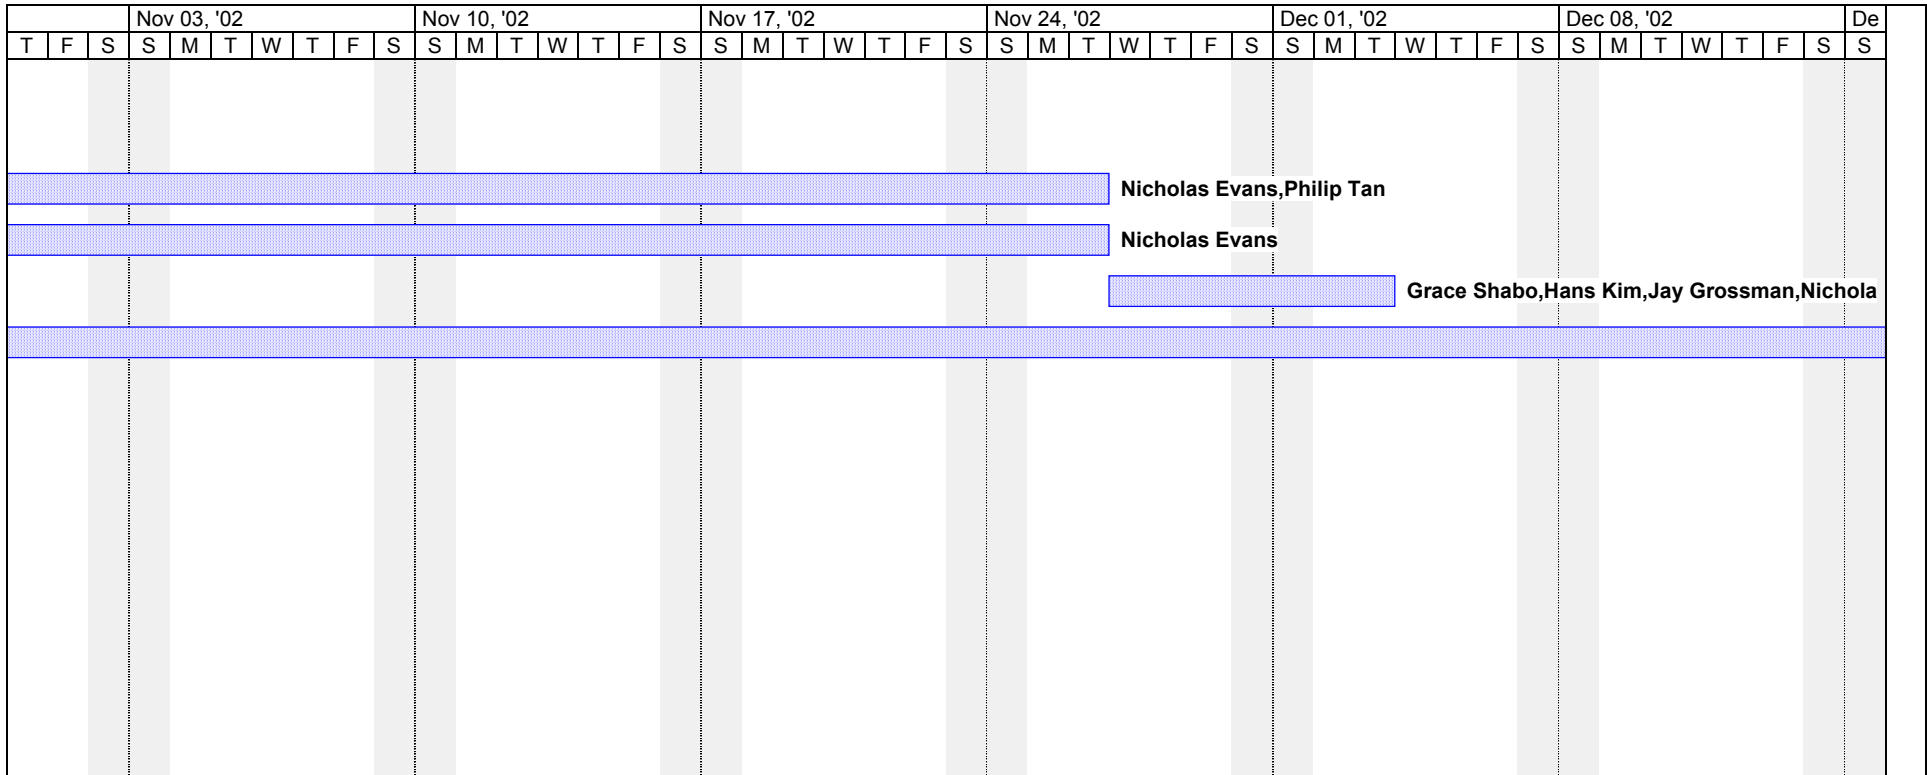 Nov 03, '02 Nov 10, '02 Nov 17, '02 Nov 24, '02 Dec 01, '02 Dec 08, '02 De
T F S S M T W T F S S M T W T F S S M T W T F S S M T W T F S S M T W T F S S M T W T F S S
Nicholas Evans,Philip Tan
Nicholas Evans
Grace Shabo,Hans Kim,Jay Grossman,Nichola